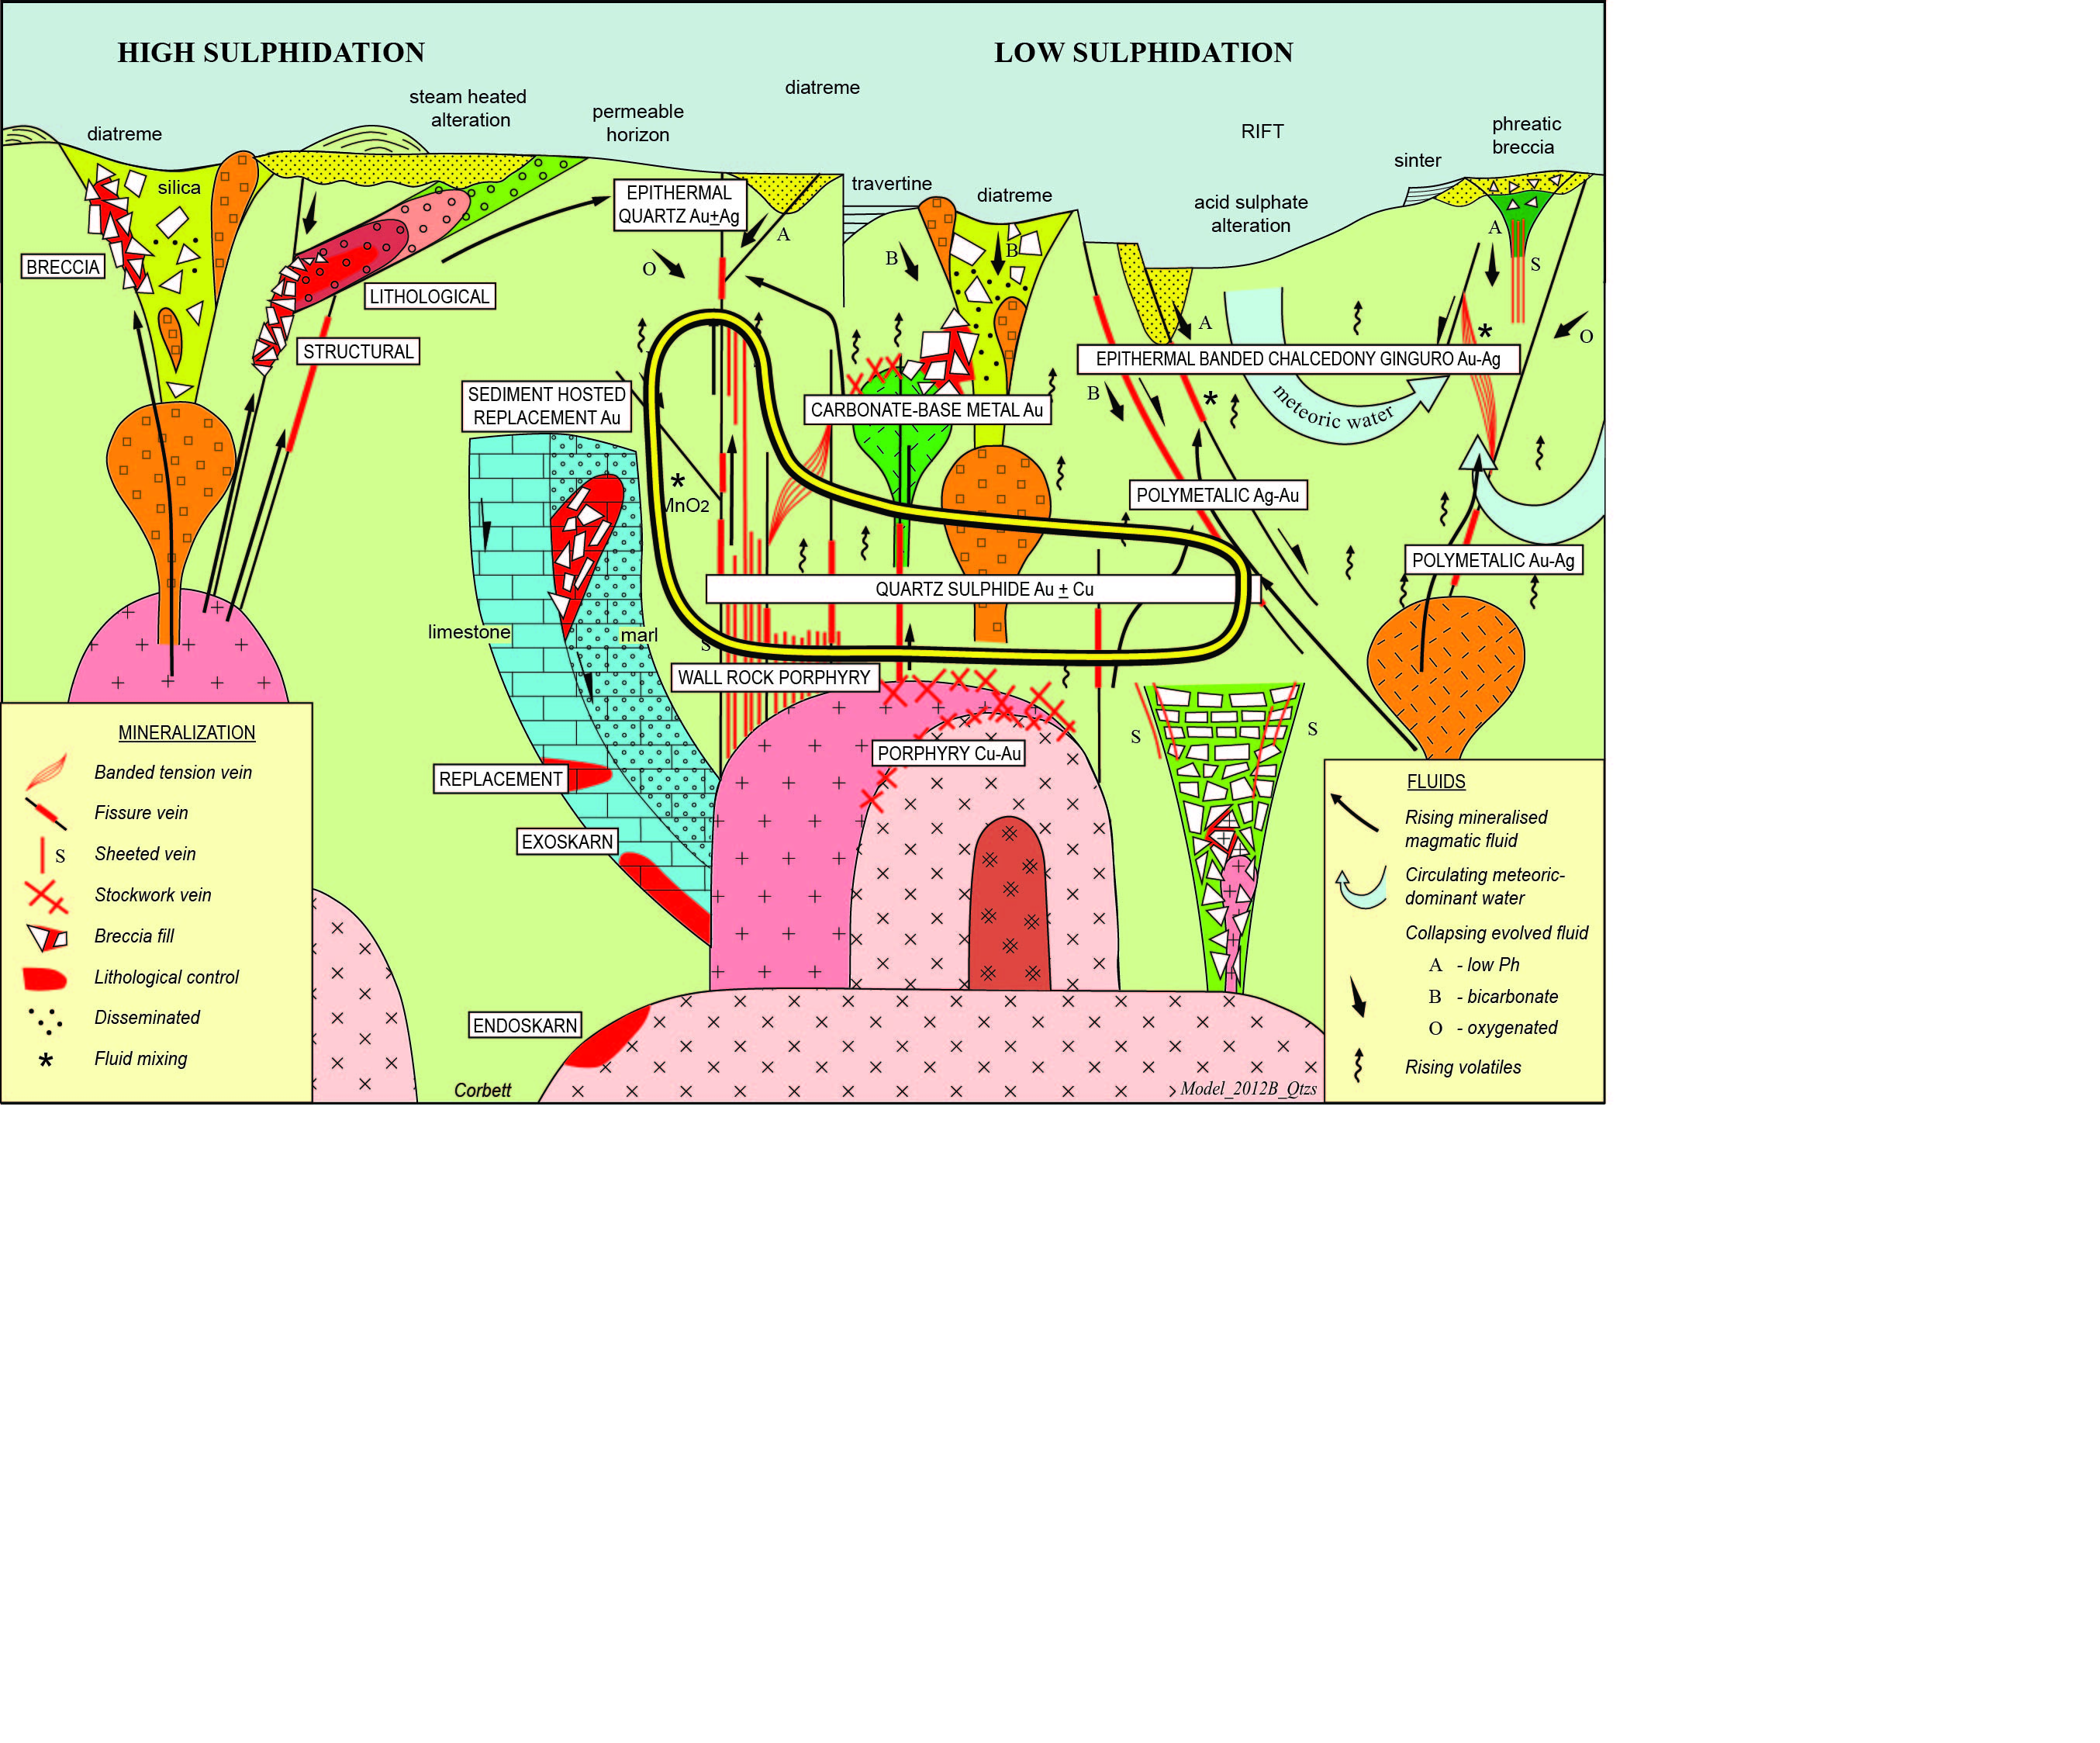 HIGH SULPHIDATION
LOW SULPHIDATION
diatreme
steam heated
alteration
permeable
horizon
diatreme
RIFT
phreatic
breccia
sinter
silica
EPITHERMAL
QUARTZ Au±Ag
travertine
diatreme
acid sulphate
alteration
A
A
B
B
S
O
O
BRECCIA
LITHOLOGICAL
STRUCTURAL
A
EPITHERMAL BANDED CHALCEDONY GINGURO Au-Ag
*
SEDIMENT HOSTED
REPLACEMENT Au
CARBONATE-BASE METAL Au
B
*
meteoric water
*
MnO2
POLYMETALIC Ag-Au
POLYMETALIC Au-Ag
QUARTZ SULPHIDE Au ± Cu
limestone
marl
S
WALL ROCK PORPHYRY
S
S
PORPHYRY Cu-Au
REPLACEMENT
EXOSKARN
ENDOSKARN
Corbett
Model_2012B_Qtzs
MINERALIZATION
Banded tension vein
Fissure vein
S Sheeted vein
Stockwork vein
Breccia fill
Lithological control
Disseminated
* Fluid mixing
FLUIDS
Rising mineralised
magmatic fluid
Circulating meteoric-
dominant water
Collapsing evolved fluid
A - low Ph
B - bicarbonate
O - oxygenated
Rising volatiles